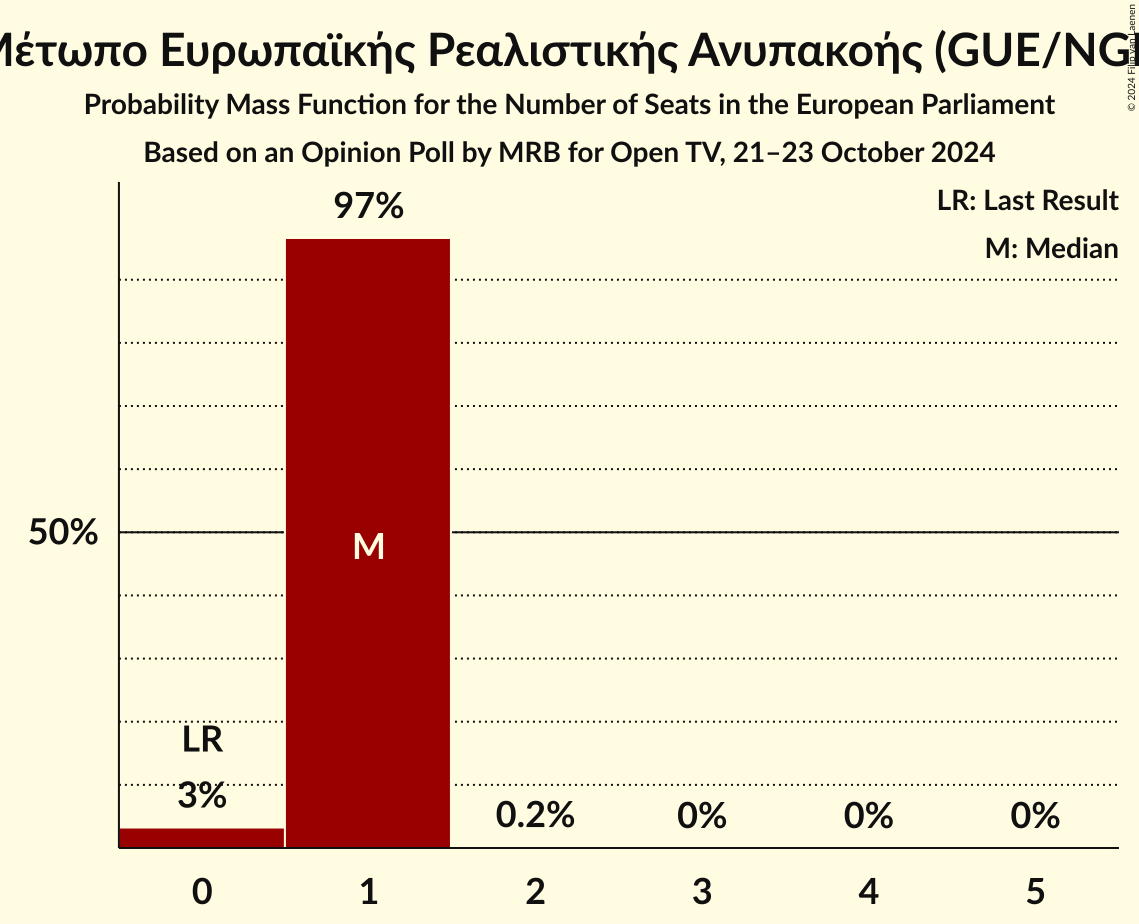 Μέτωπο Ευρωπαϊκής Ρεαλιστικής Ανυπακοής (GUE/NG
© 2024 Filip van Laenen
Probability Mass Function for the Number of Seats in the European Parliament
Based on an Opinion Poll by MRB for Open TV, 21–23 October 2024
LR: Last Result
M: Median
97%
50%
M
LR
3%
0.2%
0%
0%
0%
0 1 2 3 4 5